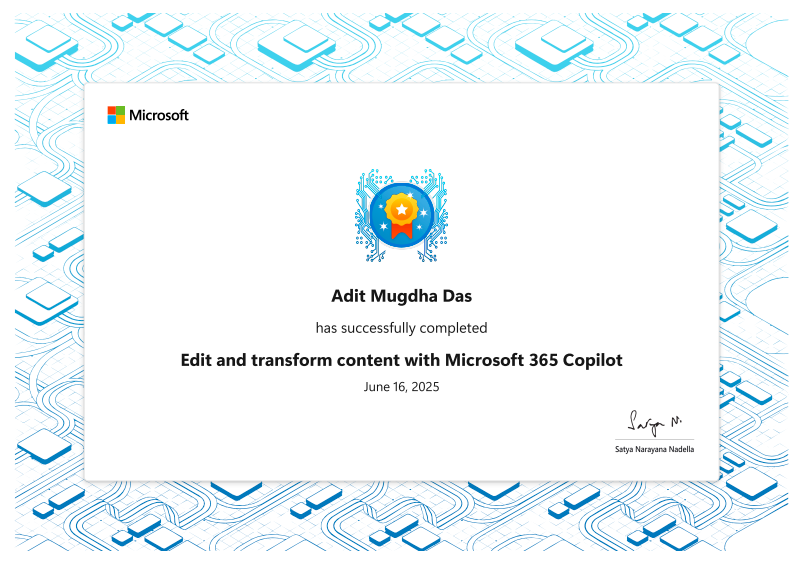 Microsoft
Adit Mugdha Das
has successfully completed
Edit and transform content with Microsoft 365 Copilot
June 16, 2025
Satya N.
Satya Narayana Nadella